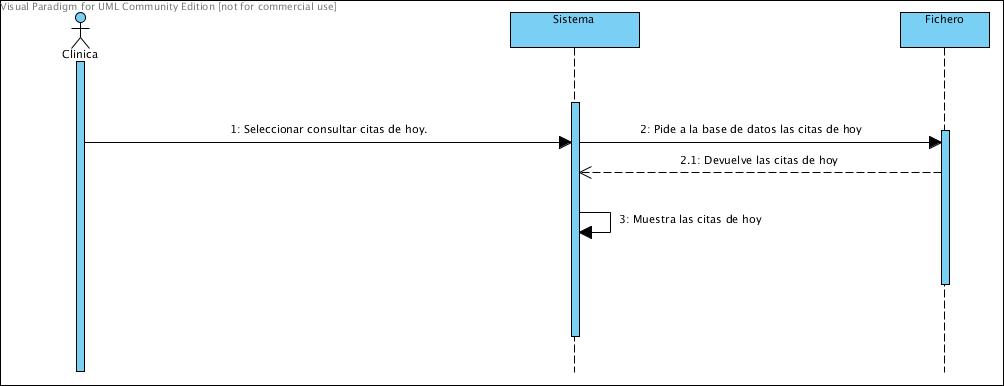 Visual Paradigm for UML Community Edition [not for commercial use]
Clínica
Sistema
Fichero
1: Seleccionar consultar citas de hoy.
2: Pide a la base de datos las citas de hoy
2.1: Devuelve las citas de hoy
3: Muestra las citas de hoy